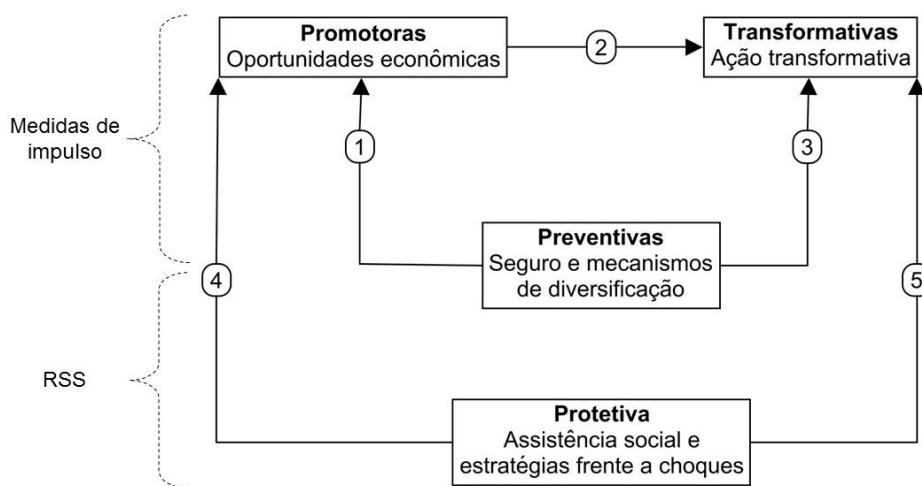 Promotoras
Oportunidades econômicas
2
Transformativas
Ação transformativa
Medidas de
impulso
1
3
Preventivas
Seguro e mecanismos
de diversificação
4
5
RSS
Protetiva
Assistência social e
estratégias frente a choques